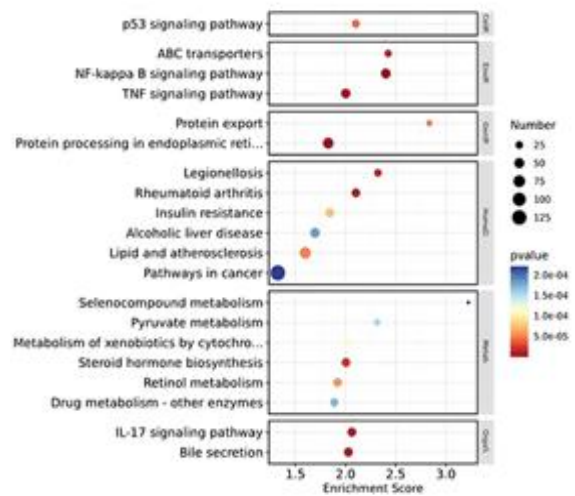 p53 signaling pathway
ABC transporters
NF-kappa B signaling pathway
TNF signaling pathway
Protein export
Protein processing in endoplasmic reti...
Legionellosis
Rheumatoid arthritis
Insulin resistance
Alcoholic liver disease
Lipid and atherosclerosis
Pathways in cancer
Selenocompound metabolism
Pyruvate metabolism
Metabolism of xenobiotics by cytochro...
Steroid hormone biosynthesis
Retinol metabolism
Drug metabolism - other enzymes
IL-17 signaling pathway
Bile secretion
1.5 2.0 2.5 3.0
Enrichment Score
Number
25
50
75
100
125
pvalue
2.0e-04
1.5e-04
1.0e-04
5.0e-05